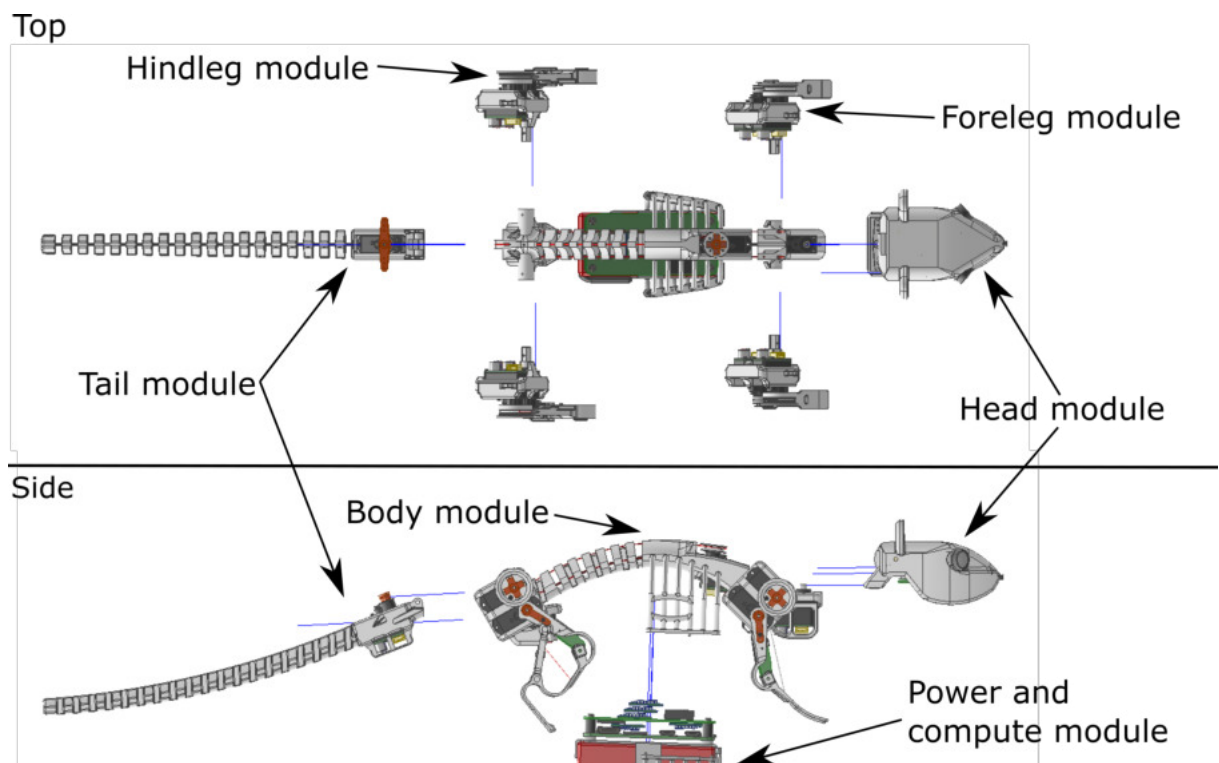 Top
Hindleg module
Foreleg module
Tail module
Head module
Side
Body module
Power and
compute module